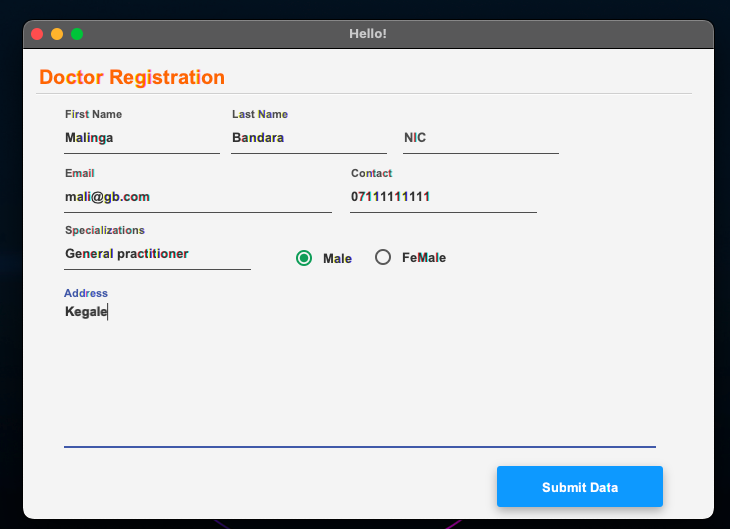 Hello!
Doctor Registration
First Name
Last Name
Malinga
Bandara
NIC
Email
Contact
mali@gb.com
07111111111
Specializations
General practitioner
Male
FeMale
Address
Kegale
Submit Data